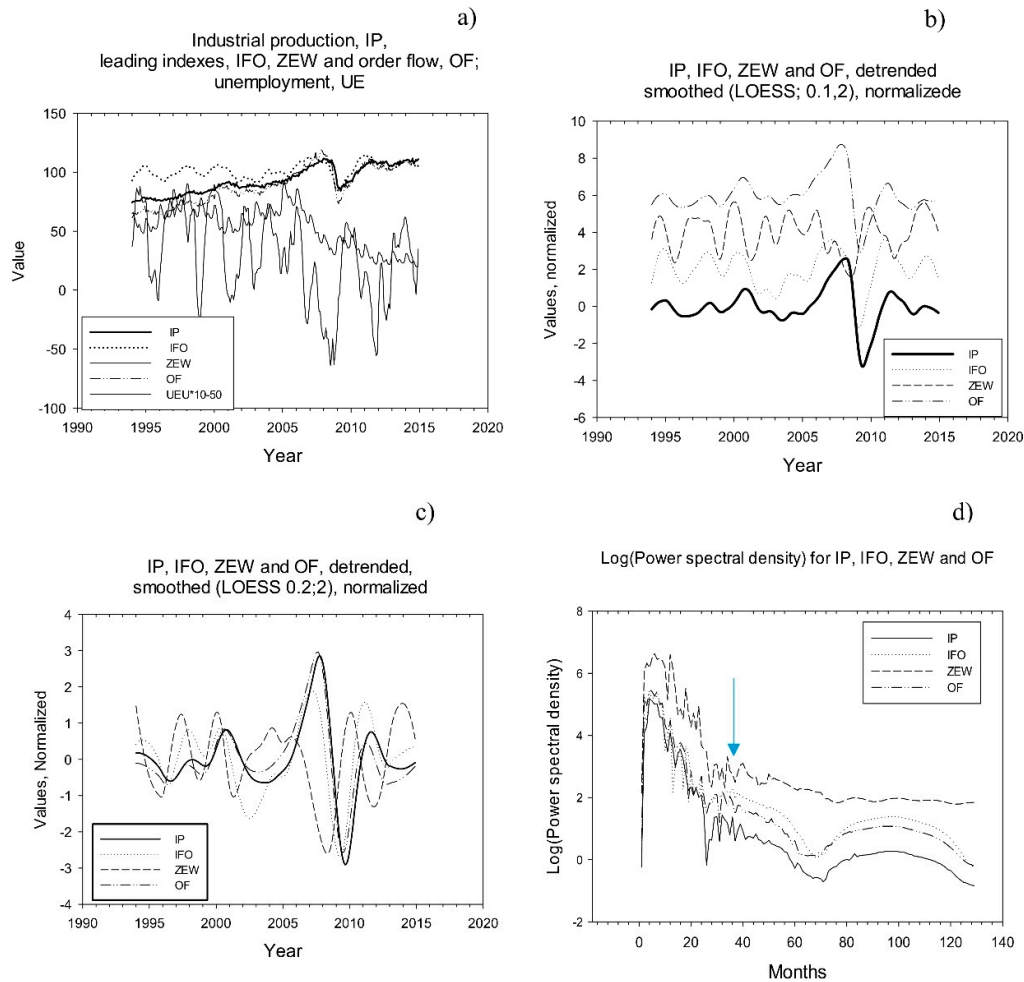 a)
Industrial production, IP,
leading indexes, IFO, ZEW and order flow, OF;
unemployment, UE
150
100
50
0
-50
-100
Value
IP
IFO
ZEW
OF
UEU*10-50
1990 1995 2000 2005 2010 2015 2020
Year
b)
IP, IFO, ZEW and OF, detrended
smoothed (LOESS; 0.1,2), normalizede
10
8
6
4
2
0
-2
-4
-6
Values, normalized
IP
IFO
ZEW
OF
1990 1995 2000 2005 2010 2015 2020
Year
c)
IP, IFO, ZEW and OF, detrended,
smoothed (LOESS 0.2;2), normalized
4
3
2
1
0
-1
-2
-3
-4
Values, Normalized
IP
IFO
ZEW
OF
1990 1995 2000 2005 2010 2015 2020
Year
d)
Log(Power spectral density) for IP, IFO, ZEW and OF
8
6
4
2
0
-2
Log(Power spectral density)
IP
IFO
ZEW
OF
0 20 40 60 80 100 120 140
Months